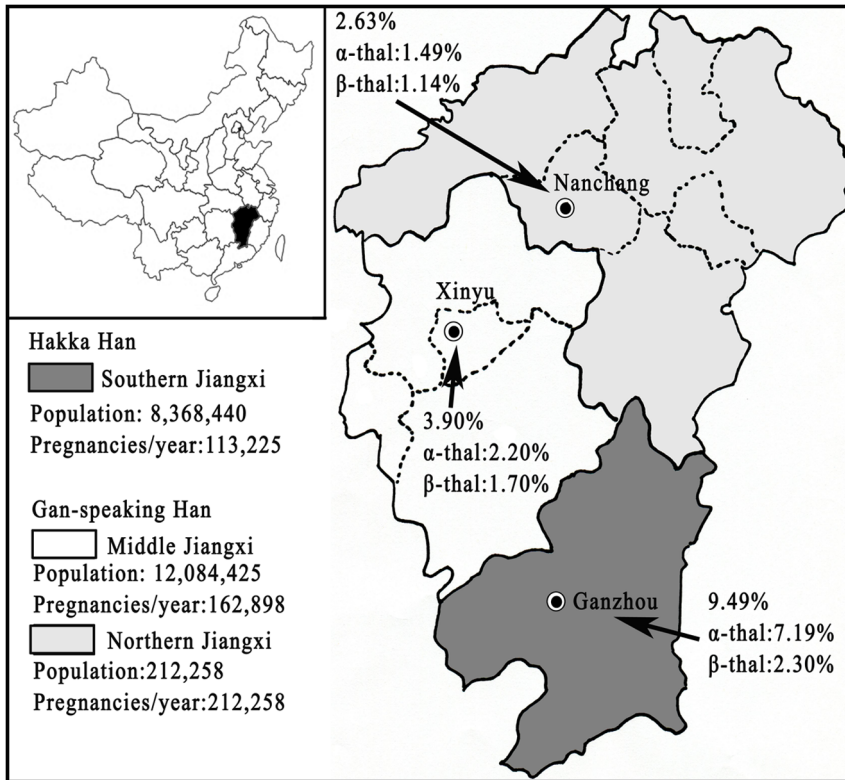 2.63%
α-thal:1.49%
β-thal:1.14%
Nanchang
Xinyu
3.90%
α-thal:2.20%
β-thal:1.70%
Ganzhou
9.49%
α-thal:7.19%
β-thal:2.30%
Hakka Han
Southern Jiangxi
Population: 8,368,440
Pregnancies/year:113,225
Gan-speaking Han
Middle Jiangxi
Population: 12,084,425
Pregnancies/year:162,898
Northern Jiangxi
Population:212,258
Pregnancies/year:212,258